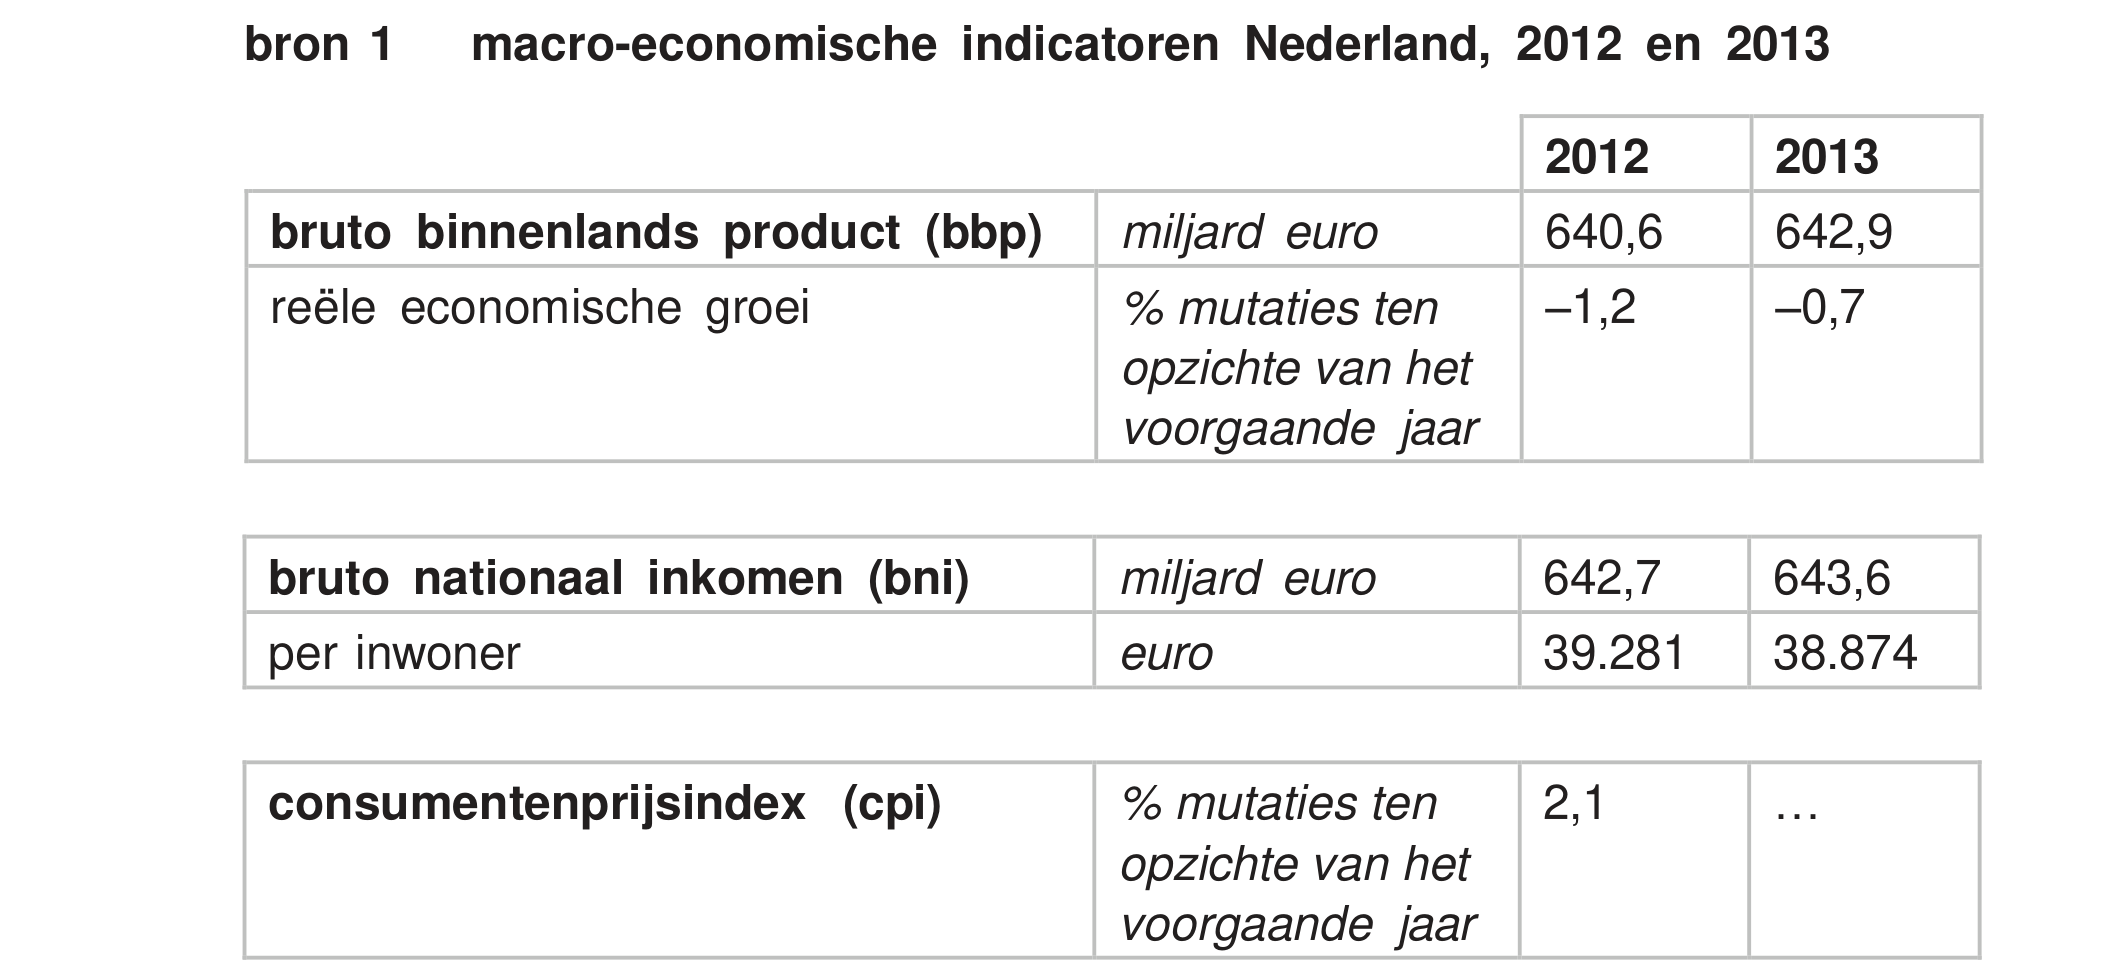 bron 1 macro-economische indicatoren Nederland, 2012 en 2013
2012 2013
bruto binnenlands product (bbp) miljard euro 640,6 642,9
reële economische groei % mutaties ten –1,2 –0,7
opzichte van het
voorgaande jaar
bruto nationaal inkomen (bni) miljard euro 642,7 643,6
per inwoner euro 39.281 38.874
consumentenprijsindex (cpi) % mutaties ten 2,1 …
opzichte van het
voorgaande jaar